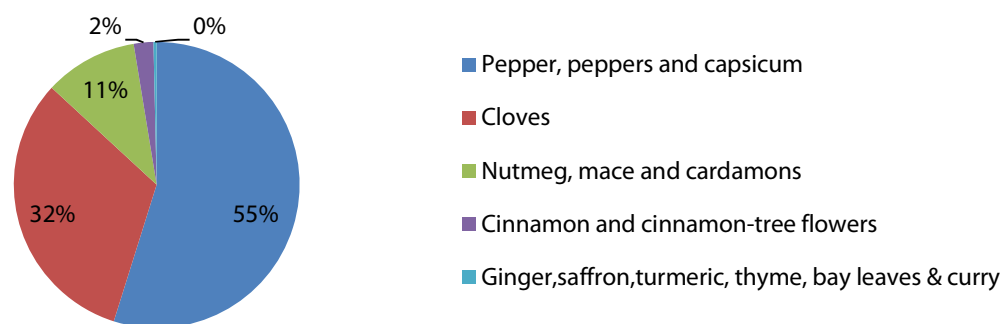 2%
0%
11%
32%
55%
Pepper, peppers and capsicum
Cloves
Nutmeg, mace and cardamons
Cinnamon and cinnamon-tree flowers
Ginger,saffron,turmeric, thyme, bay leaves & curry